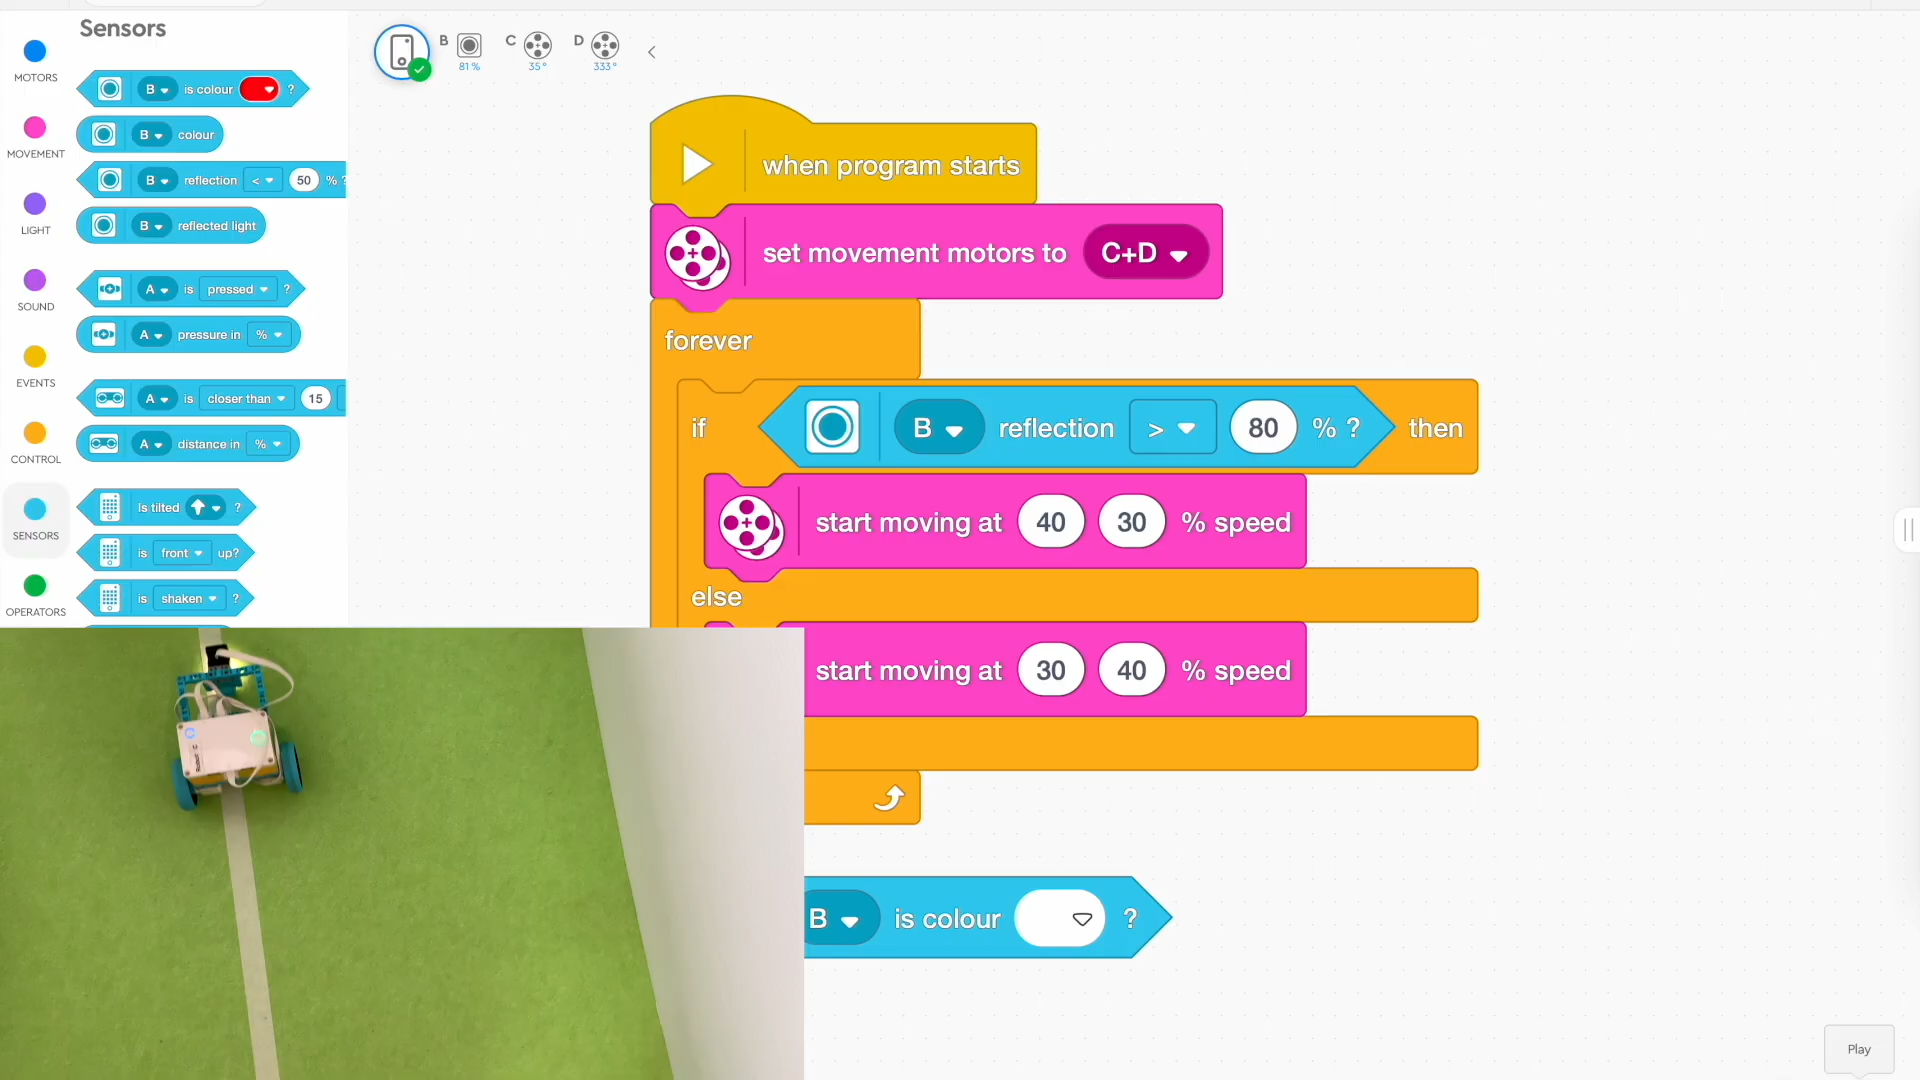 Sensors
MOTORS
MOVEMENT
LIGHT
SOUND
EVENTS
CONTROL
SENSORS
OPERATORS
B is colour ?
B colour
B reflection < 50 % ?
B reflected light
A is pressed ?
A pressure in %
A is closer than 15
A distance in %
is tilted ?
is front up?
is shaken ?
B 81 % C 35 ° D 333 °
when program starts
set movement motors to C+D
forever
if B reflection > 80 % ? then
start moving at 40 30 % speed
else
start moving at 30 40 % speed
B is colour ?
Play